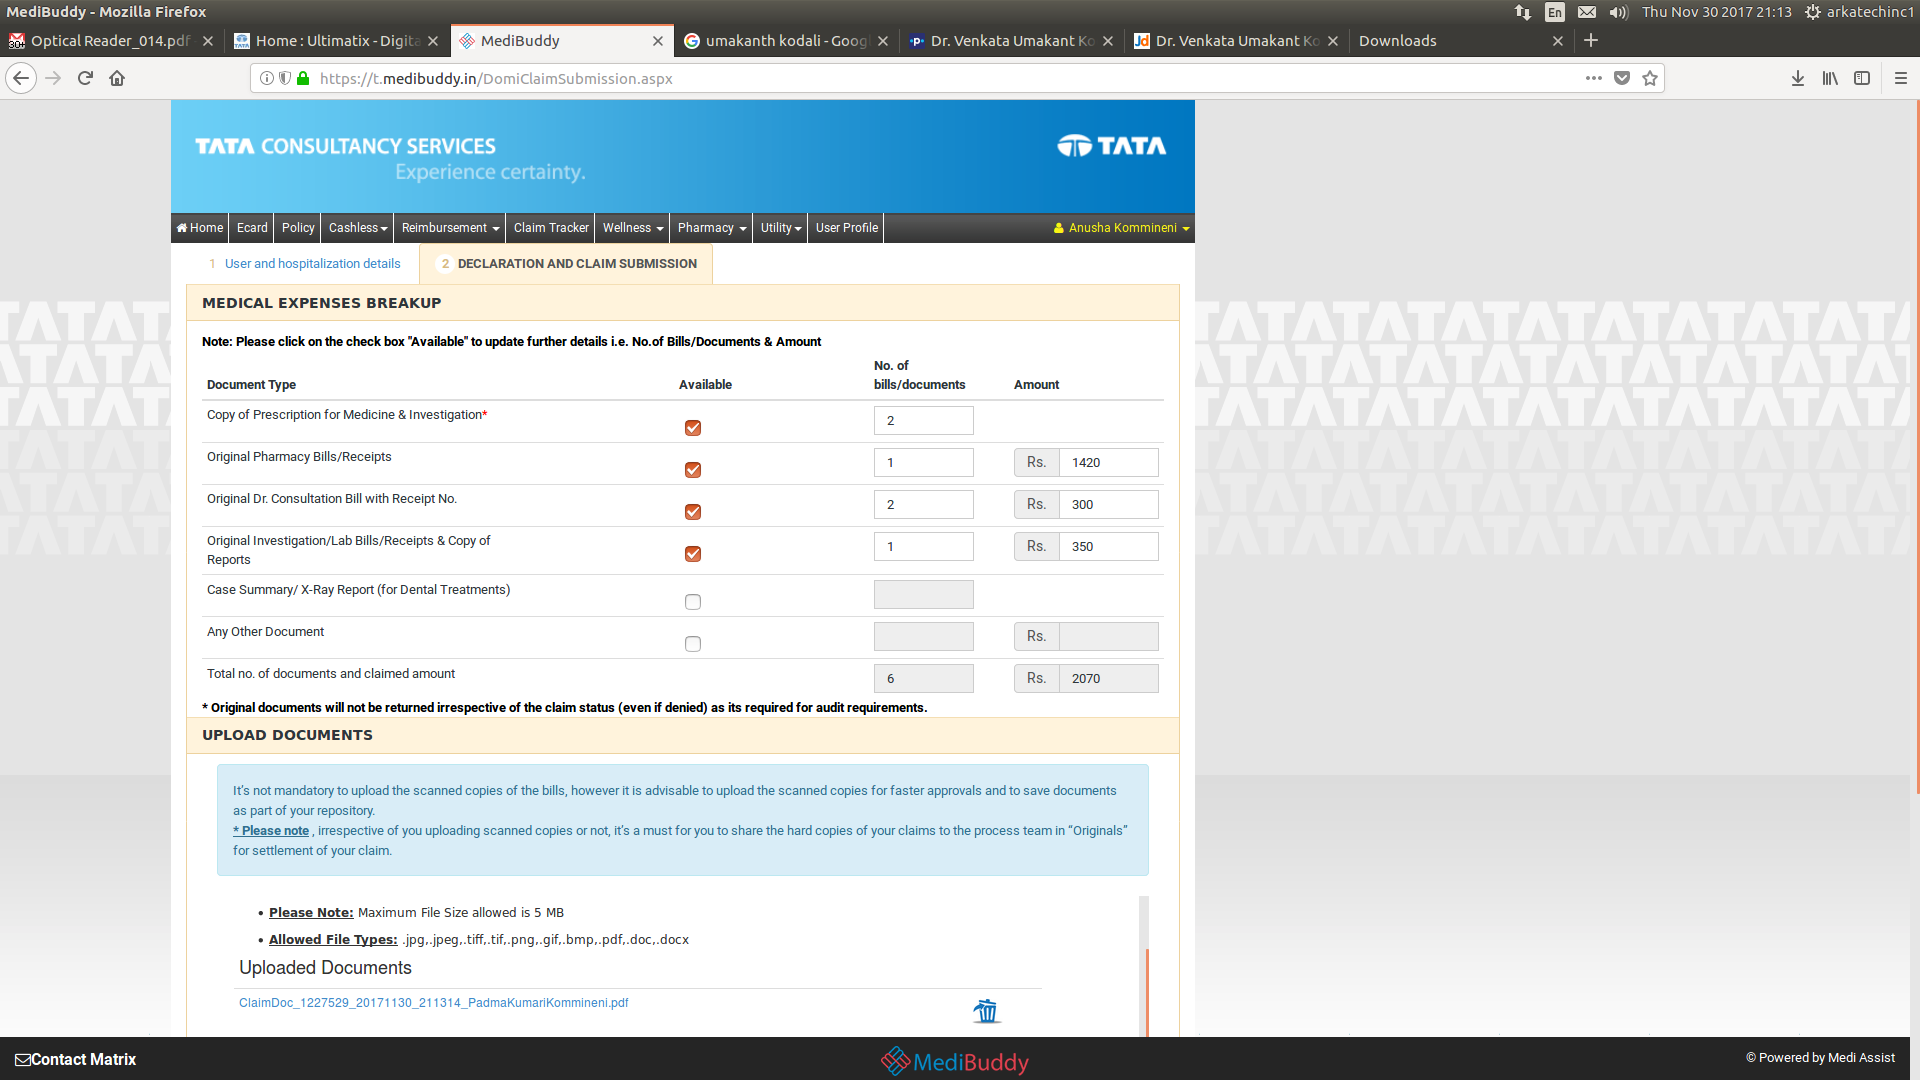 MediBuddy - Mozilla Firefox
En
Thu Nov 30 2017 21:13
arkatechinc1
Optical Reader_014.pdf
Home : Ultimatix - Digita
MediBuddy
umakanth kodali - Goog
Dr. Venkata Umakant Ko
Dr. Venkata Umakant Ko
Downloads
https://t.medibuddy.in/DomiClaimSubmission.aspx
TATA CONSULTANCY SERVICES
Experience certainty.
TATA
Home Ecard Policy Cashless Reimbursement Claim Tracker Wellness Pharmacy Utility User Profile Anusha Kommineni
1 User and hospitalization details 2 DECLARATION AND CLAIM SUBMISSION
MEDICAL EXPENSES BREAKUP
Note: Please click on the check box "Available" to update further details i.e. No.of Bills/Documents & Amount
No. of
Document Type Available bills/documents Amount
Copy of Prescription for Medicine & Investigation* 2
Original Pharmacy Bills/Receipts 1 Rs. 1420
Original Dr. Consultation Bill with Receipt No. 2 Rs. 300
Original Investigation/Lab Bills/Receipts & Copy of 1 Rs. 350
Reports
Case Summary/ X-Ray Report (for Dental Treatments)
Any Other Document Rs.
Total no. of documents and claimed amount 6 Rs. 2070
* Original documents will not be returned irrespective of the claim status (even if denied) as its required for audit requirements.
UPLOAD DOCUMENTS
It's not mandatory to upload the scanned copies of the bills, however it is advisable to upload the scanned copies for faster approvals and to save documents
as part of your repository.
* Please note , irrespective of you uploading scanned copies or not, it's a must for you to share the hard copies of your claims to the process team in “Originals”
for settlement of your claim.
• Please Note: Maximum File Size allowed is 5 MB
• Allowed File Types: .jpg,.jpeg,.tiff,.tif,.png,.gif,.bmp,.pdf,.doc,.docx
Uploaded Documents
ClaimDoc_1227529_20171130_211314_PadmaKumariKommineni.pdf
Contact Matrix
MediBuddy
© Powered by Medi Assist